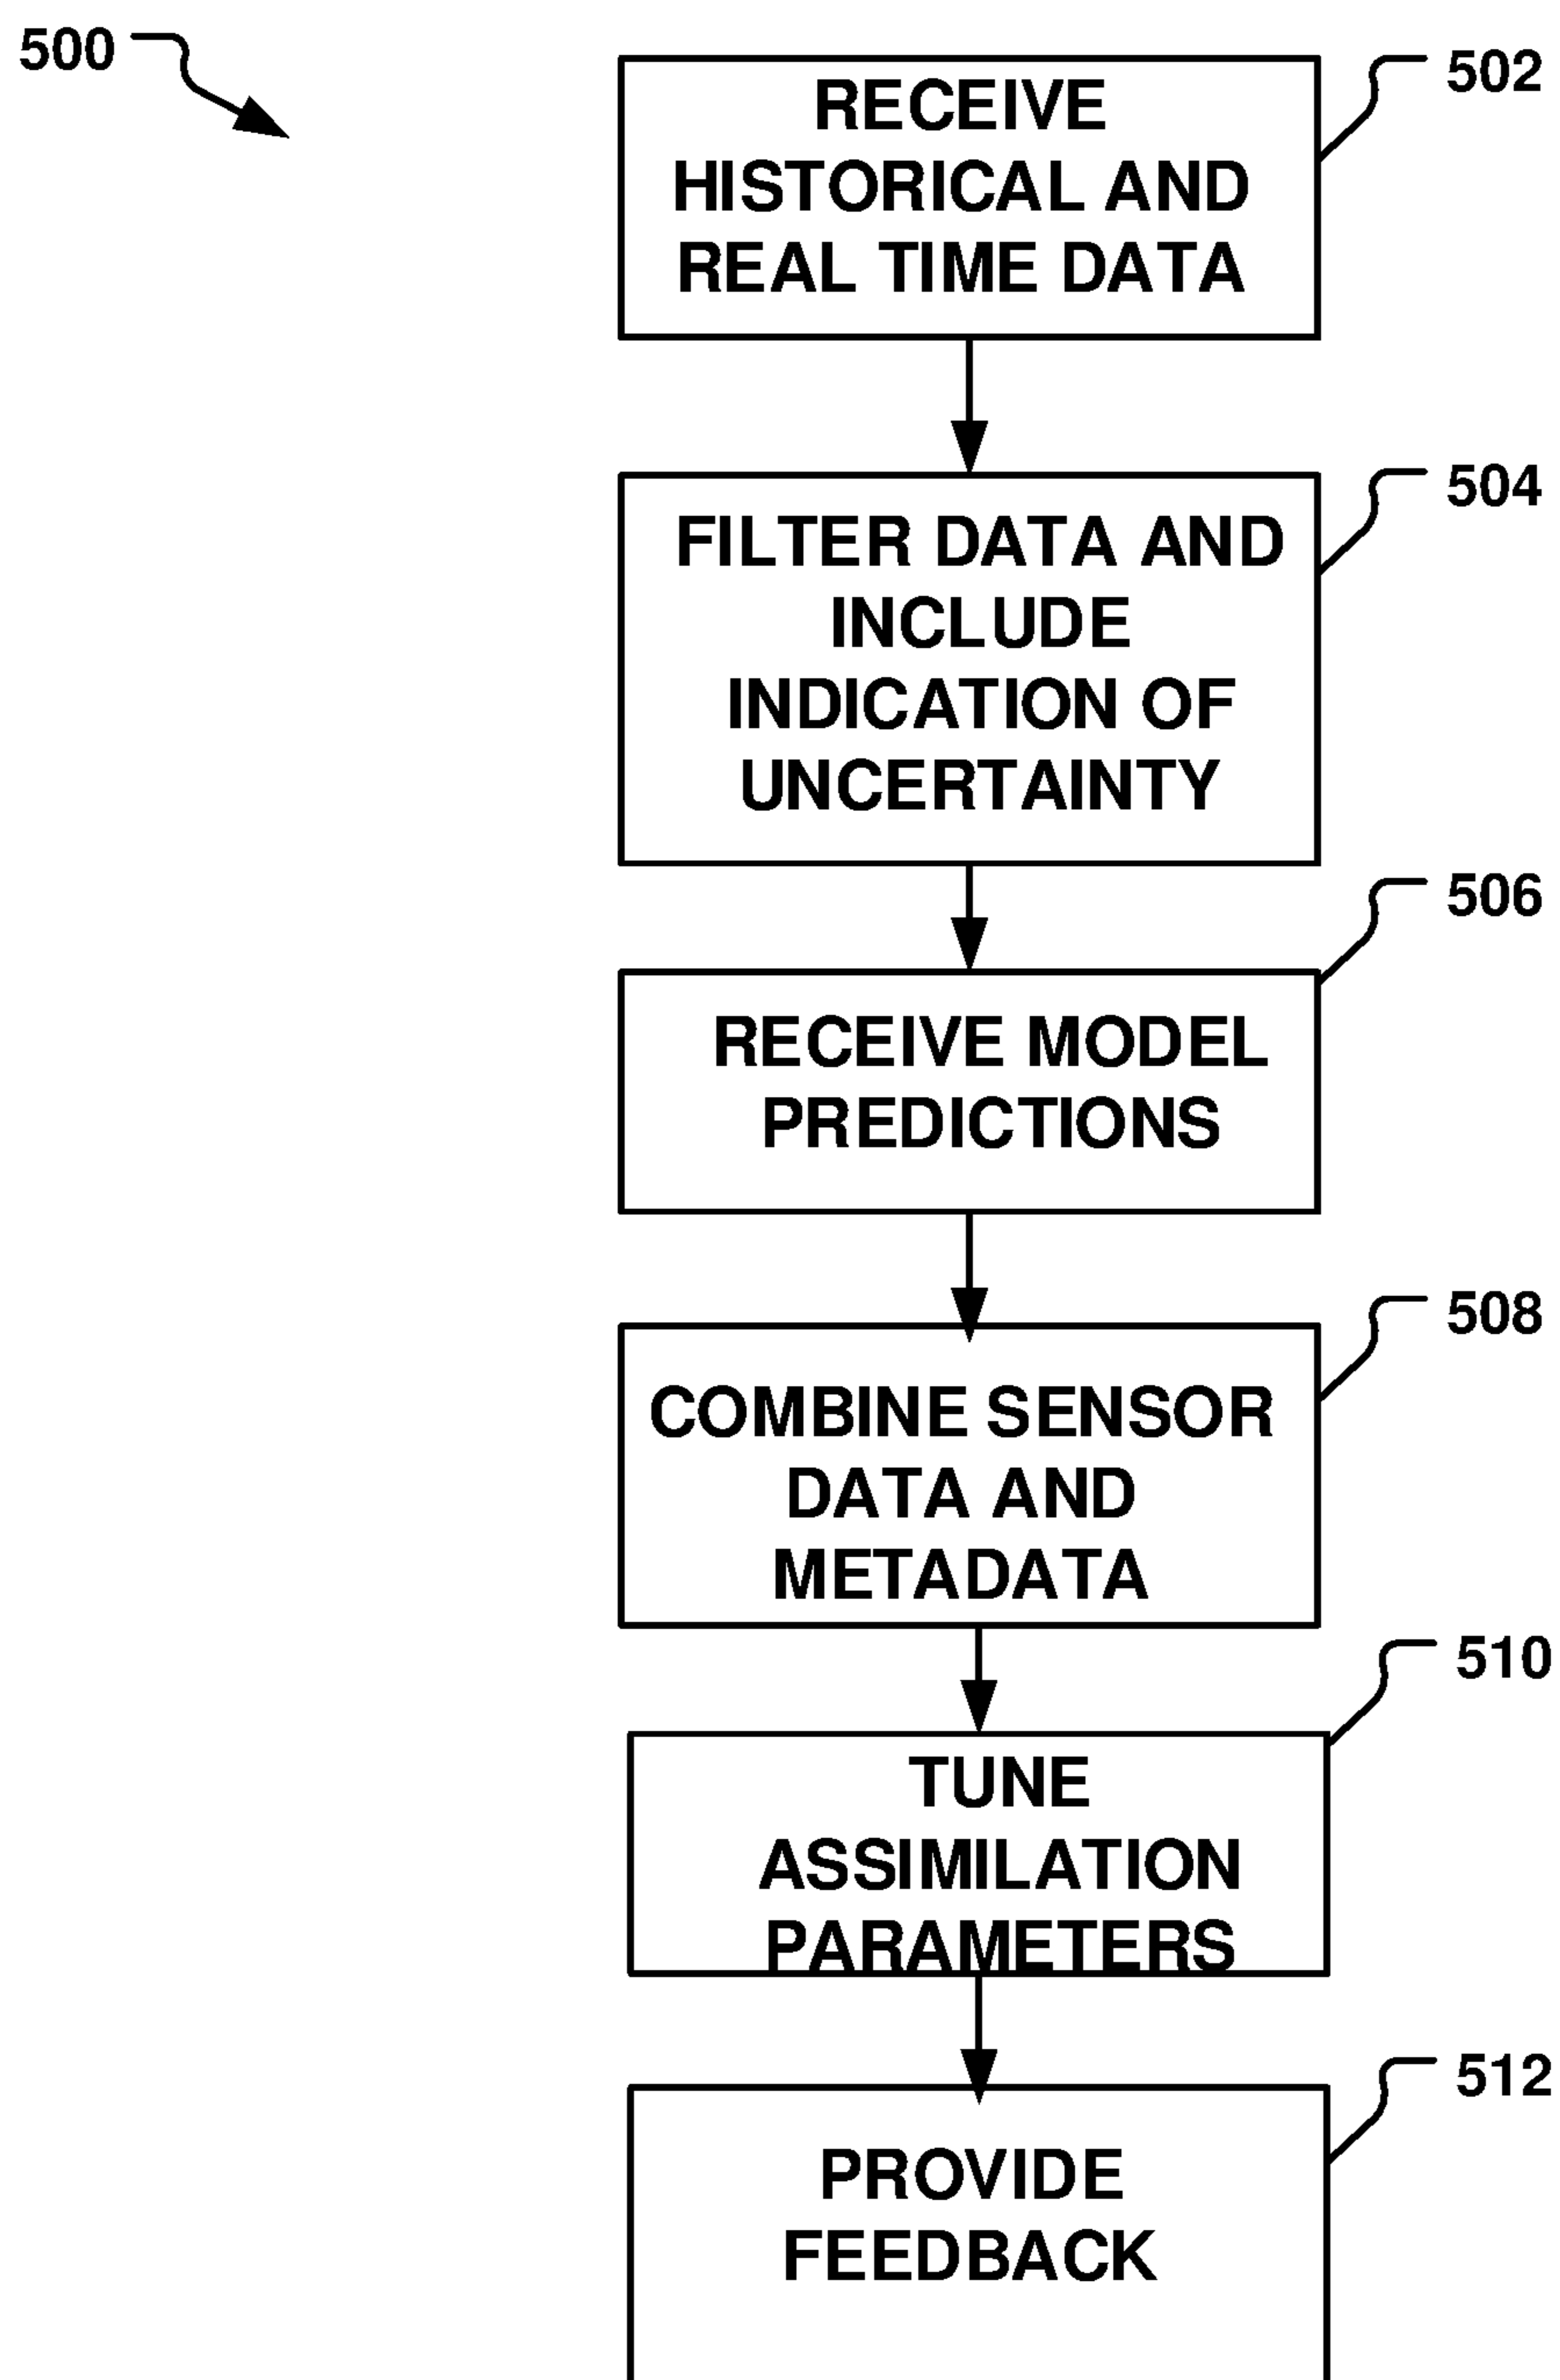 500
502
RECEIVE
HISTORICAL AND
REAL TIME DATA
504
FILTER DATA AND
INCLUDE
INDICATION OF
UNCERTAINTY
506
RECEIVE MODEL
PREDICTIONS
508
COMBINE SENSOR
DATA AND
METADATA
510
TUNE
ASSIMILATION
PARAMETERS
512
PROVIDE
FEEDBACK